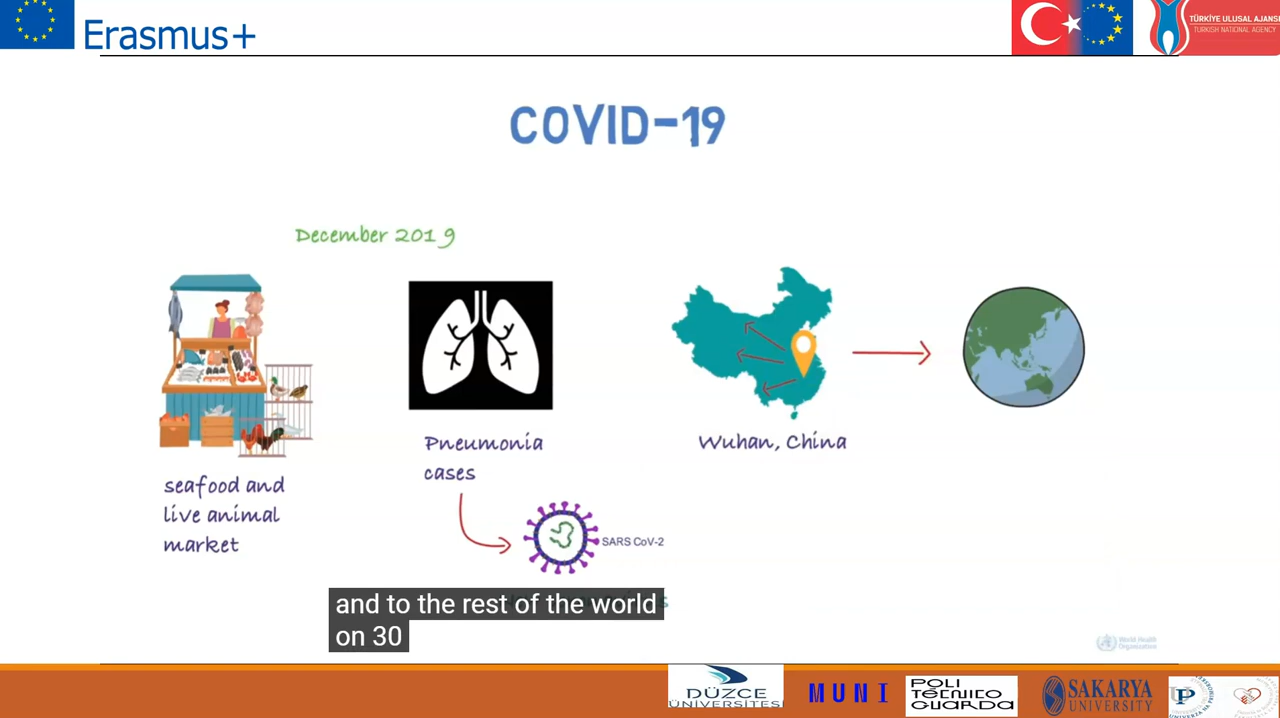 Erasmus+
TÜRKİYE ULUSAL AJANSI
TURKISH NATIONAL AGENCY
COVID-19
December 2019
Pneumonia
cases
Wuhan, China
seafood and
live animal
market
SARS CoV-2
and to the rest of the world
on 30
World Health
Organization
DÜZCE
ÜNİVERSİTESİ
MUNI
POLI
TÉCNICO
GUARDA
SAKARYA
UNIVERSITY